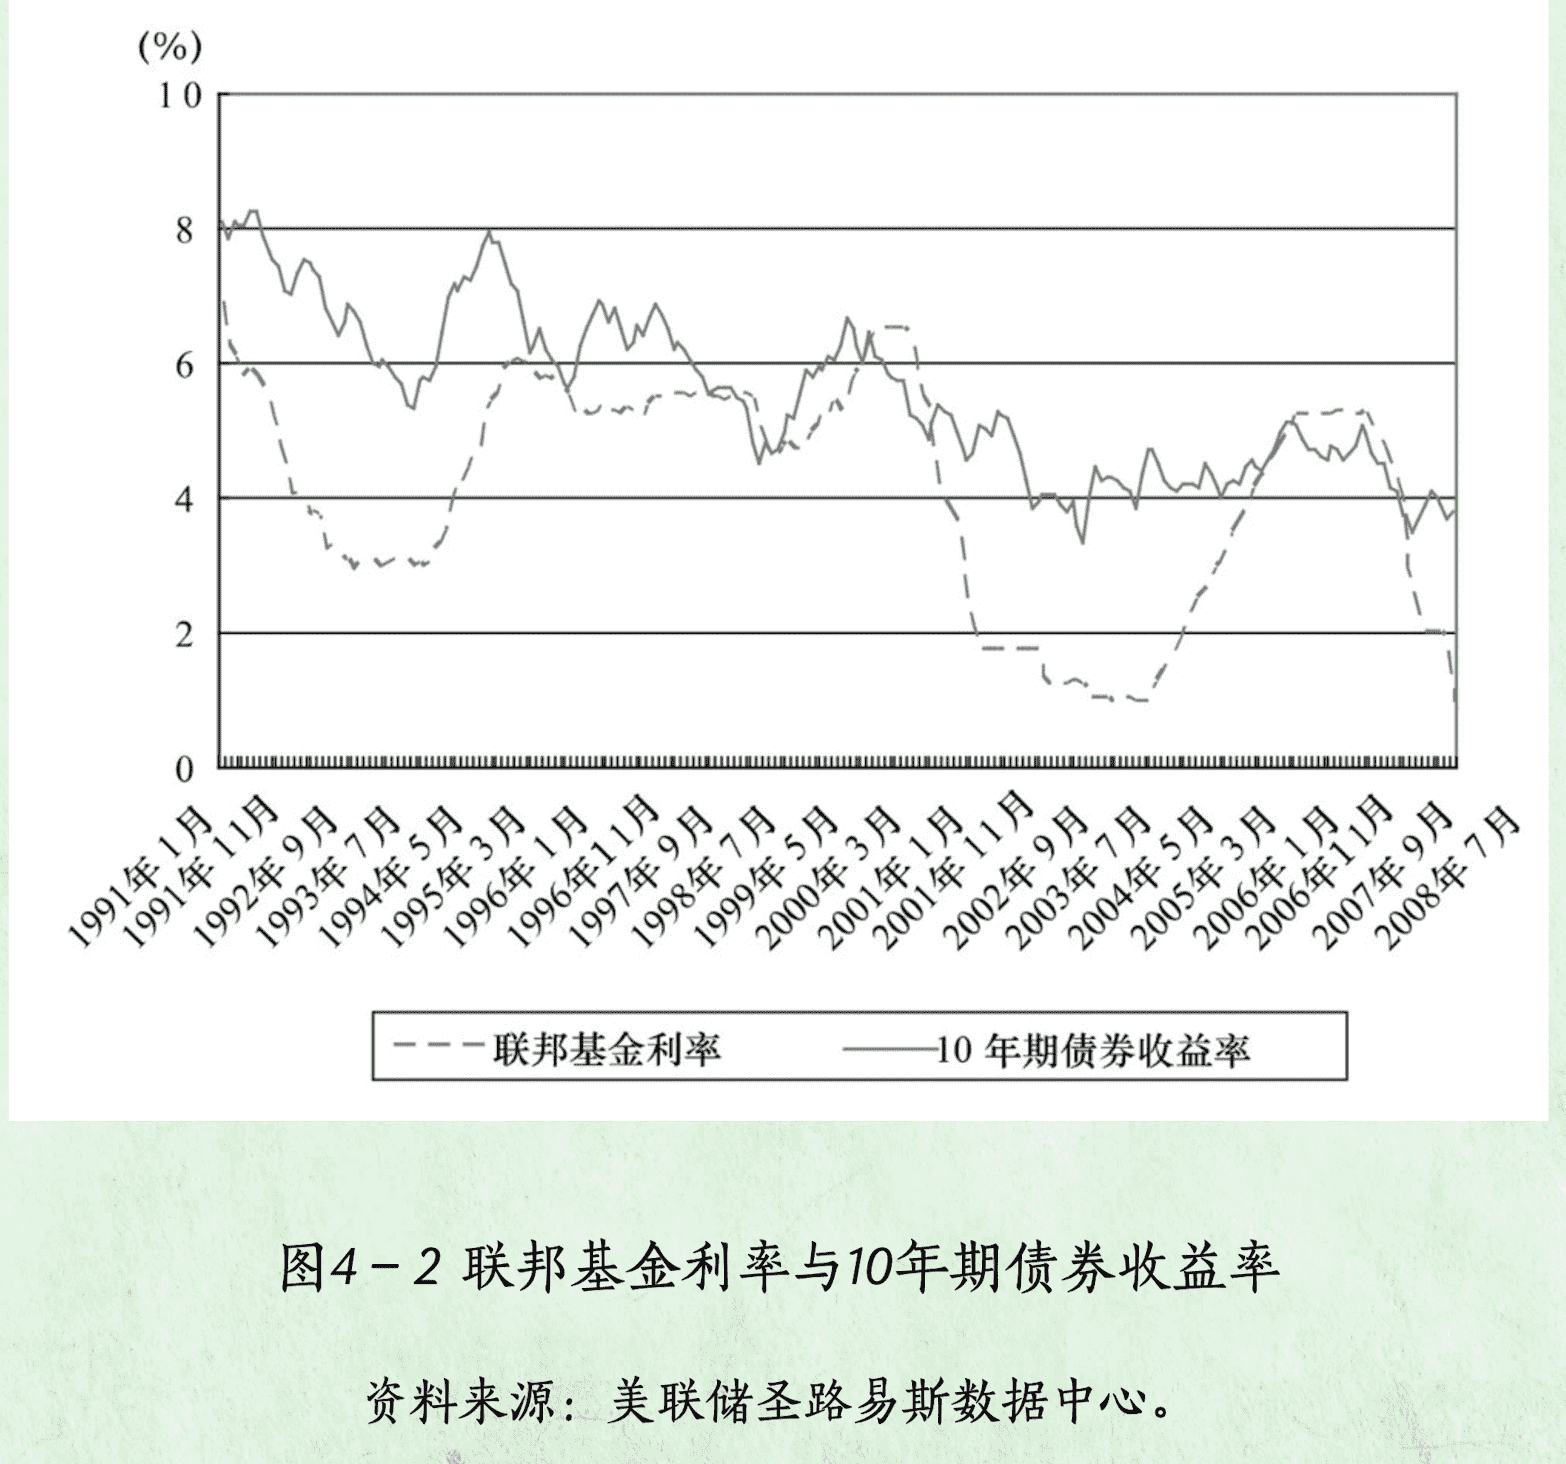 (%)
10
8
6
4
2
0
1991年1月
1991年11月
1992年9月
1993年7月
1994年5月
1995年3月
1996年1月
1996年11月
1997年9月
1998年7月
1999年5月
2000年3月
2001年1月
2001年11月
2002年9月
2003年7月
2004年5月
2005年3月
2006年1月
2006年11月
2007年9月
2008年7月
联邦基金利率 10 年期债券收益率
图4-2 联邦基金利率与10年期债券收益率
资料来源：美联储圣路易斯数据中心。